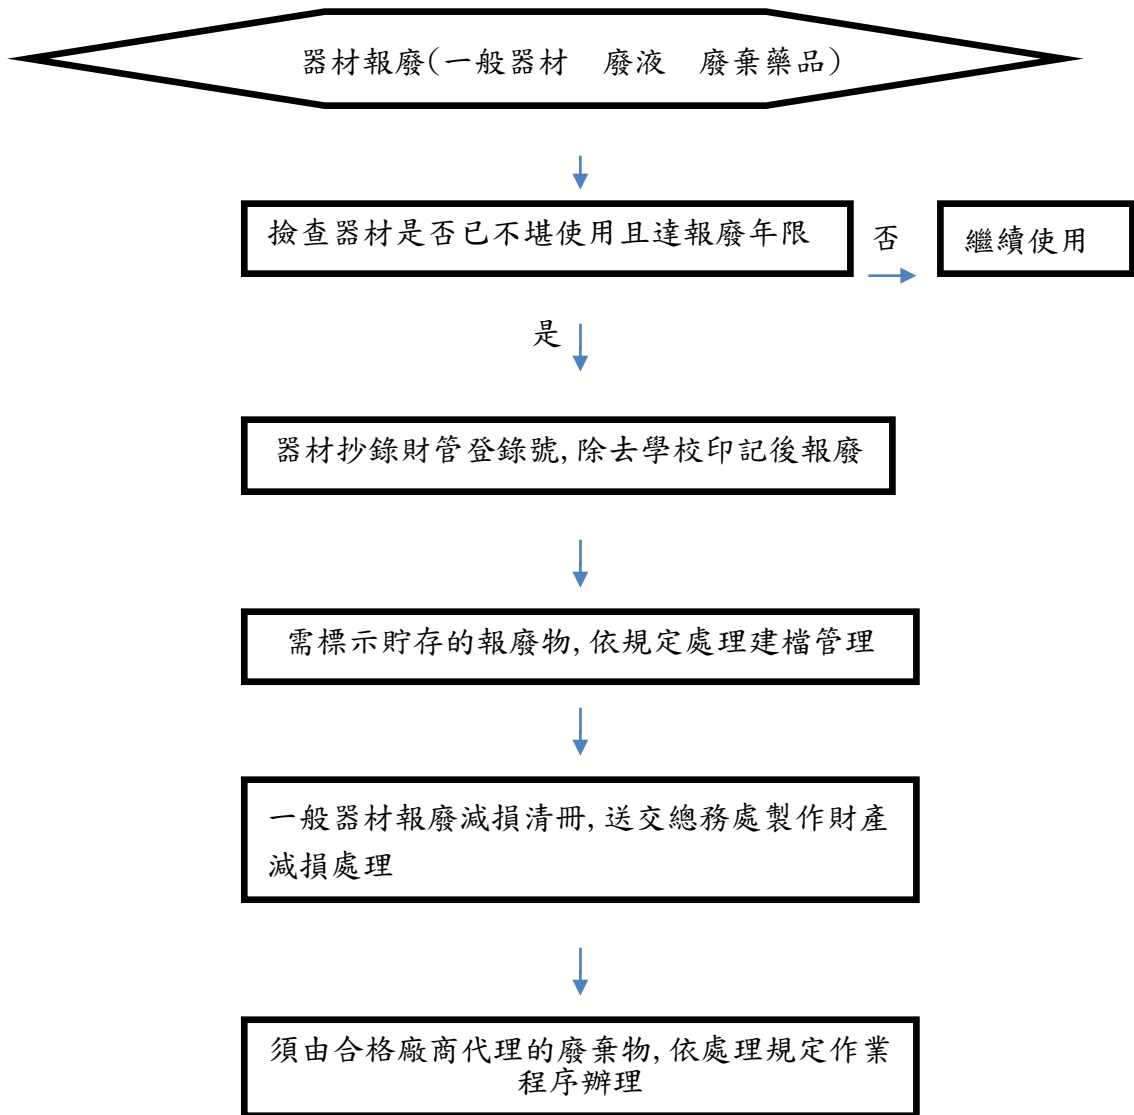 器材報廢(一般器材　廢液　廢棄藥品)
撿查器材是否已不堪使用且達報廢年限
否
繼續使用
是
器材抄錄財管登錄號,除去學校印記後報廢
需標示貯存的報廢物,依規定處理建檔管理
一般器材報廢減損清冊,送交總務處製作財產
減損處理
須由合格廠商代理的廢棄物,依處理規定作業
程序辦理